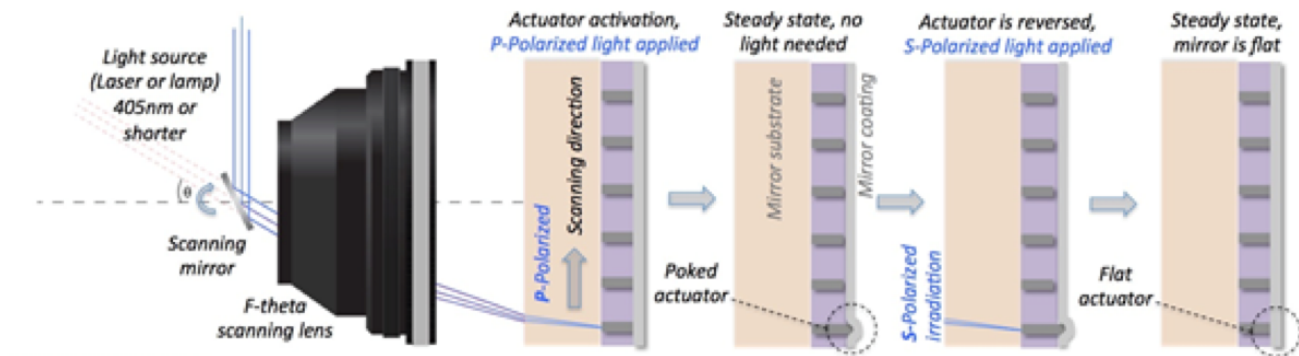 Light source
(Laser or lamp)
405nm or
shorter
θ
Scanning
mirror
F-theta
scanning lens
Actuator activation,
P-Polarized light applied
P-Polarized
Scanning direction
Steady state, no
light needed
Mirror substrate
Mirror coating
Poked
actuator
Actuator is reversed,
S-Polarized light applied
S-Polarized
irradiation
Steady state,
mirror is flat
Flat
actuator